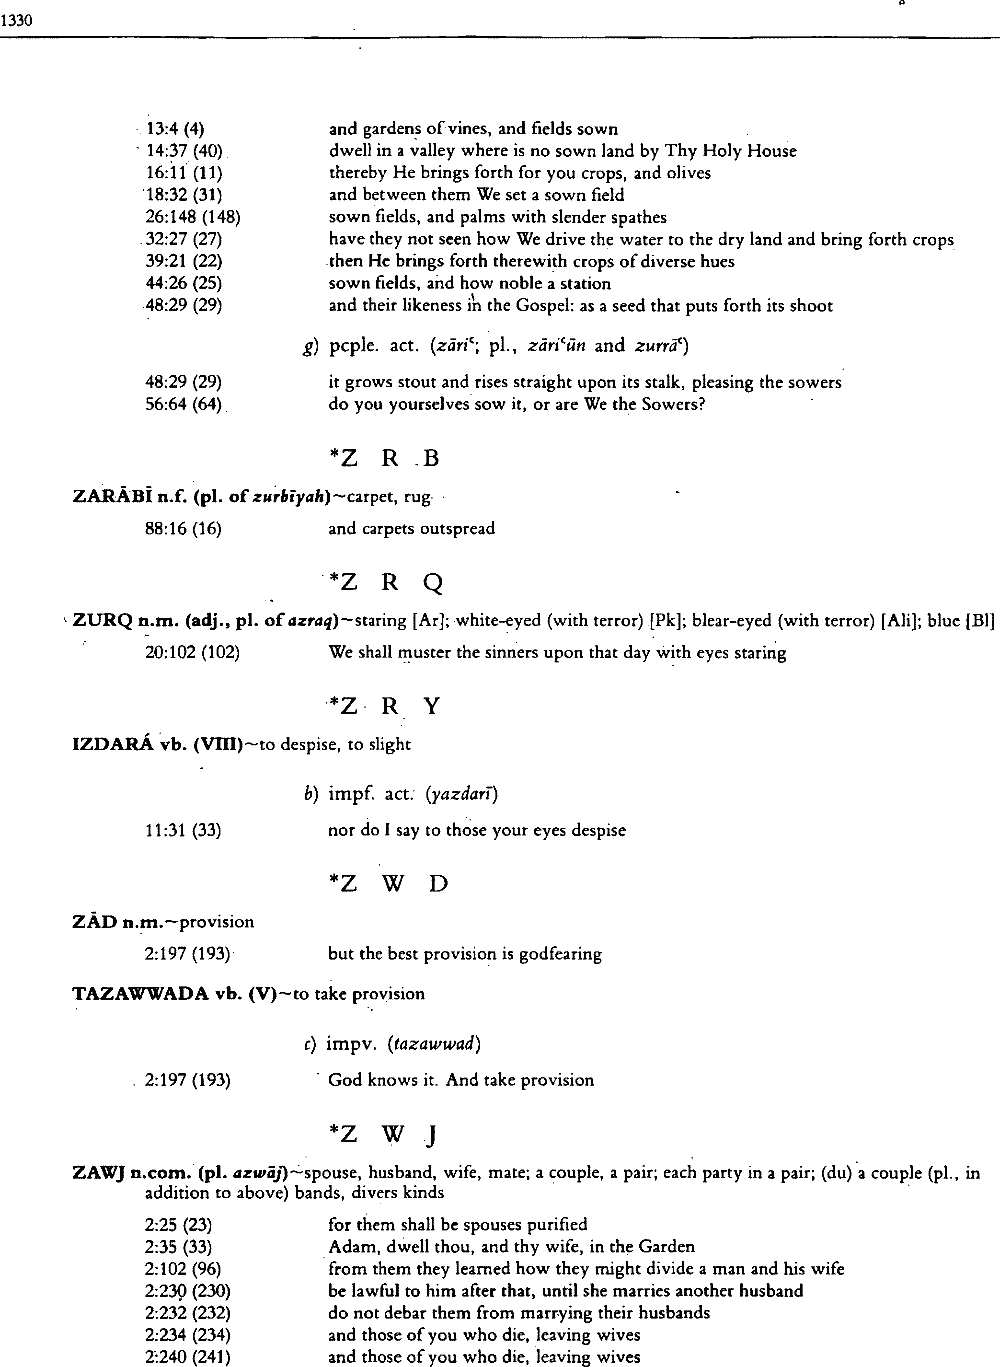 1330
13:4 (4) and gardens of vines, and fields sown
14:37 (40) dwell in a valley where is no sown land by Thy Holy House
16:11 (11) thereby He brings forth for you crops, and olives
18:32 (31) and between them We set a sown field
26:148 (148) sown fields, and palms with slender spathes
32:27 (27) have they not seen how We drive the water to the dry land and bring forth crops
39:21 (22) then He brings forth therewith crops of diverse hues
44:26 (25) sown fields, and how noble a station
48:29 (29) and their likeness in the Gospel: as a seed that puts forth its shoot
g) pcple. act. (zāriʿ; pl., zāriʿūn and zurrāʿ)
48:29 (29) it grows stout and rises straight upon its stalk, pleasing the sowers
56:64 (64) do you yourselves sow it, or are We the Sowers?
*Z R B
ZARĀBĪ n.f. (pl. of zurbīyah)~carpet, rug
88:16 (16) and carpets outspread
*Z R Q
ZURQ n.m. (adj., pl. of azraq)~staring [Ar]; white-eyed (with terror) [Pk]; blear-eyed (with terror) [Ali]; blue [Bl]
20:102 (102) We shall muster the sinners upon that day with eyes staring
*Z R Y
IZDARÁ vb. (VIII)~to despise, to slight
b) impf. act. (yazdarī)
11:31 (33) nor do I say to those your eyes despise
*Z W D
ZĀD n.m.~provision
2:197 (193) but the best provision is godfearing
TAZAWWADA vb. (V)~to take provision
c) impv. (tazawwad)
2:197 (193) God knows it. And take provision
*Z W J
ZAWJ n.com. (pl. azwāj)~spouse, husband, wife, mate; a couple, a pair; each party in a pair; (du) a couple (pl., in
addition to above) bands, divers kinds
2:25 (23) for them shall be spouses purified
2:35 (33) Adam, dwell thou, and thy wife, in the Garden
2:102 (96) from them they learned how they might divide a man and his wife
2:230 (230) be lawful to him after that, until she marries another husband
2:232 (232) do not debar them from marrying their husbands
2:234 (234) and those of you who die, leaving wives
2:240 (241) and those of you who die, leaving wives